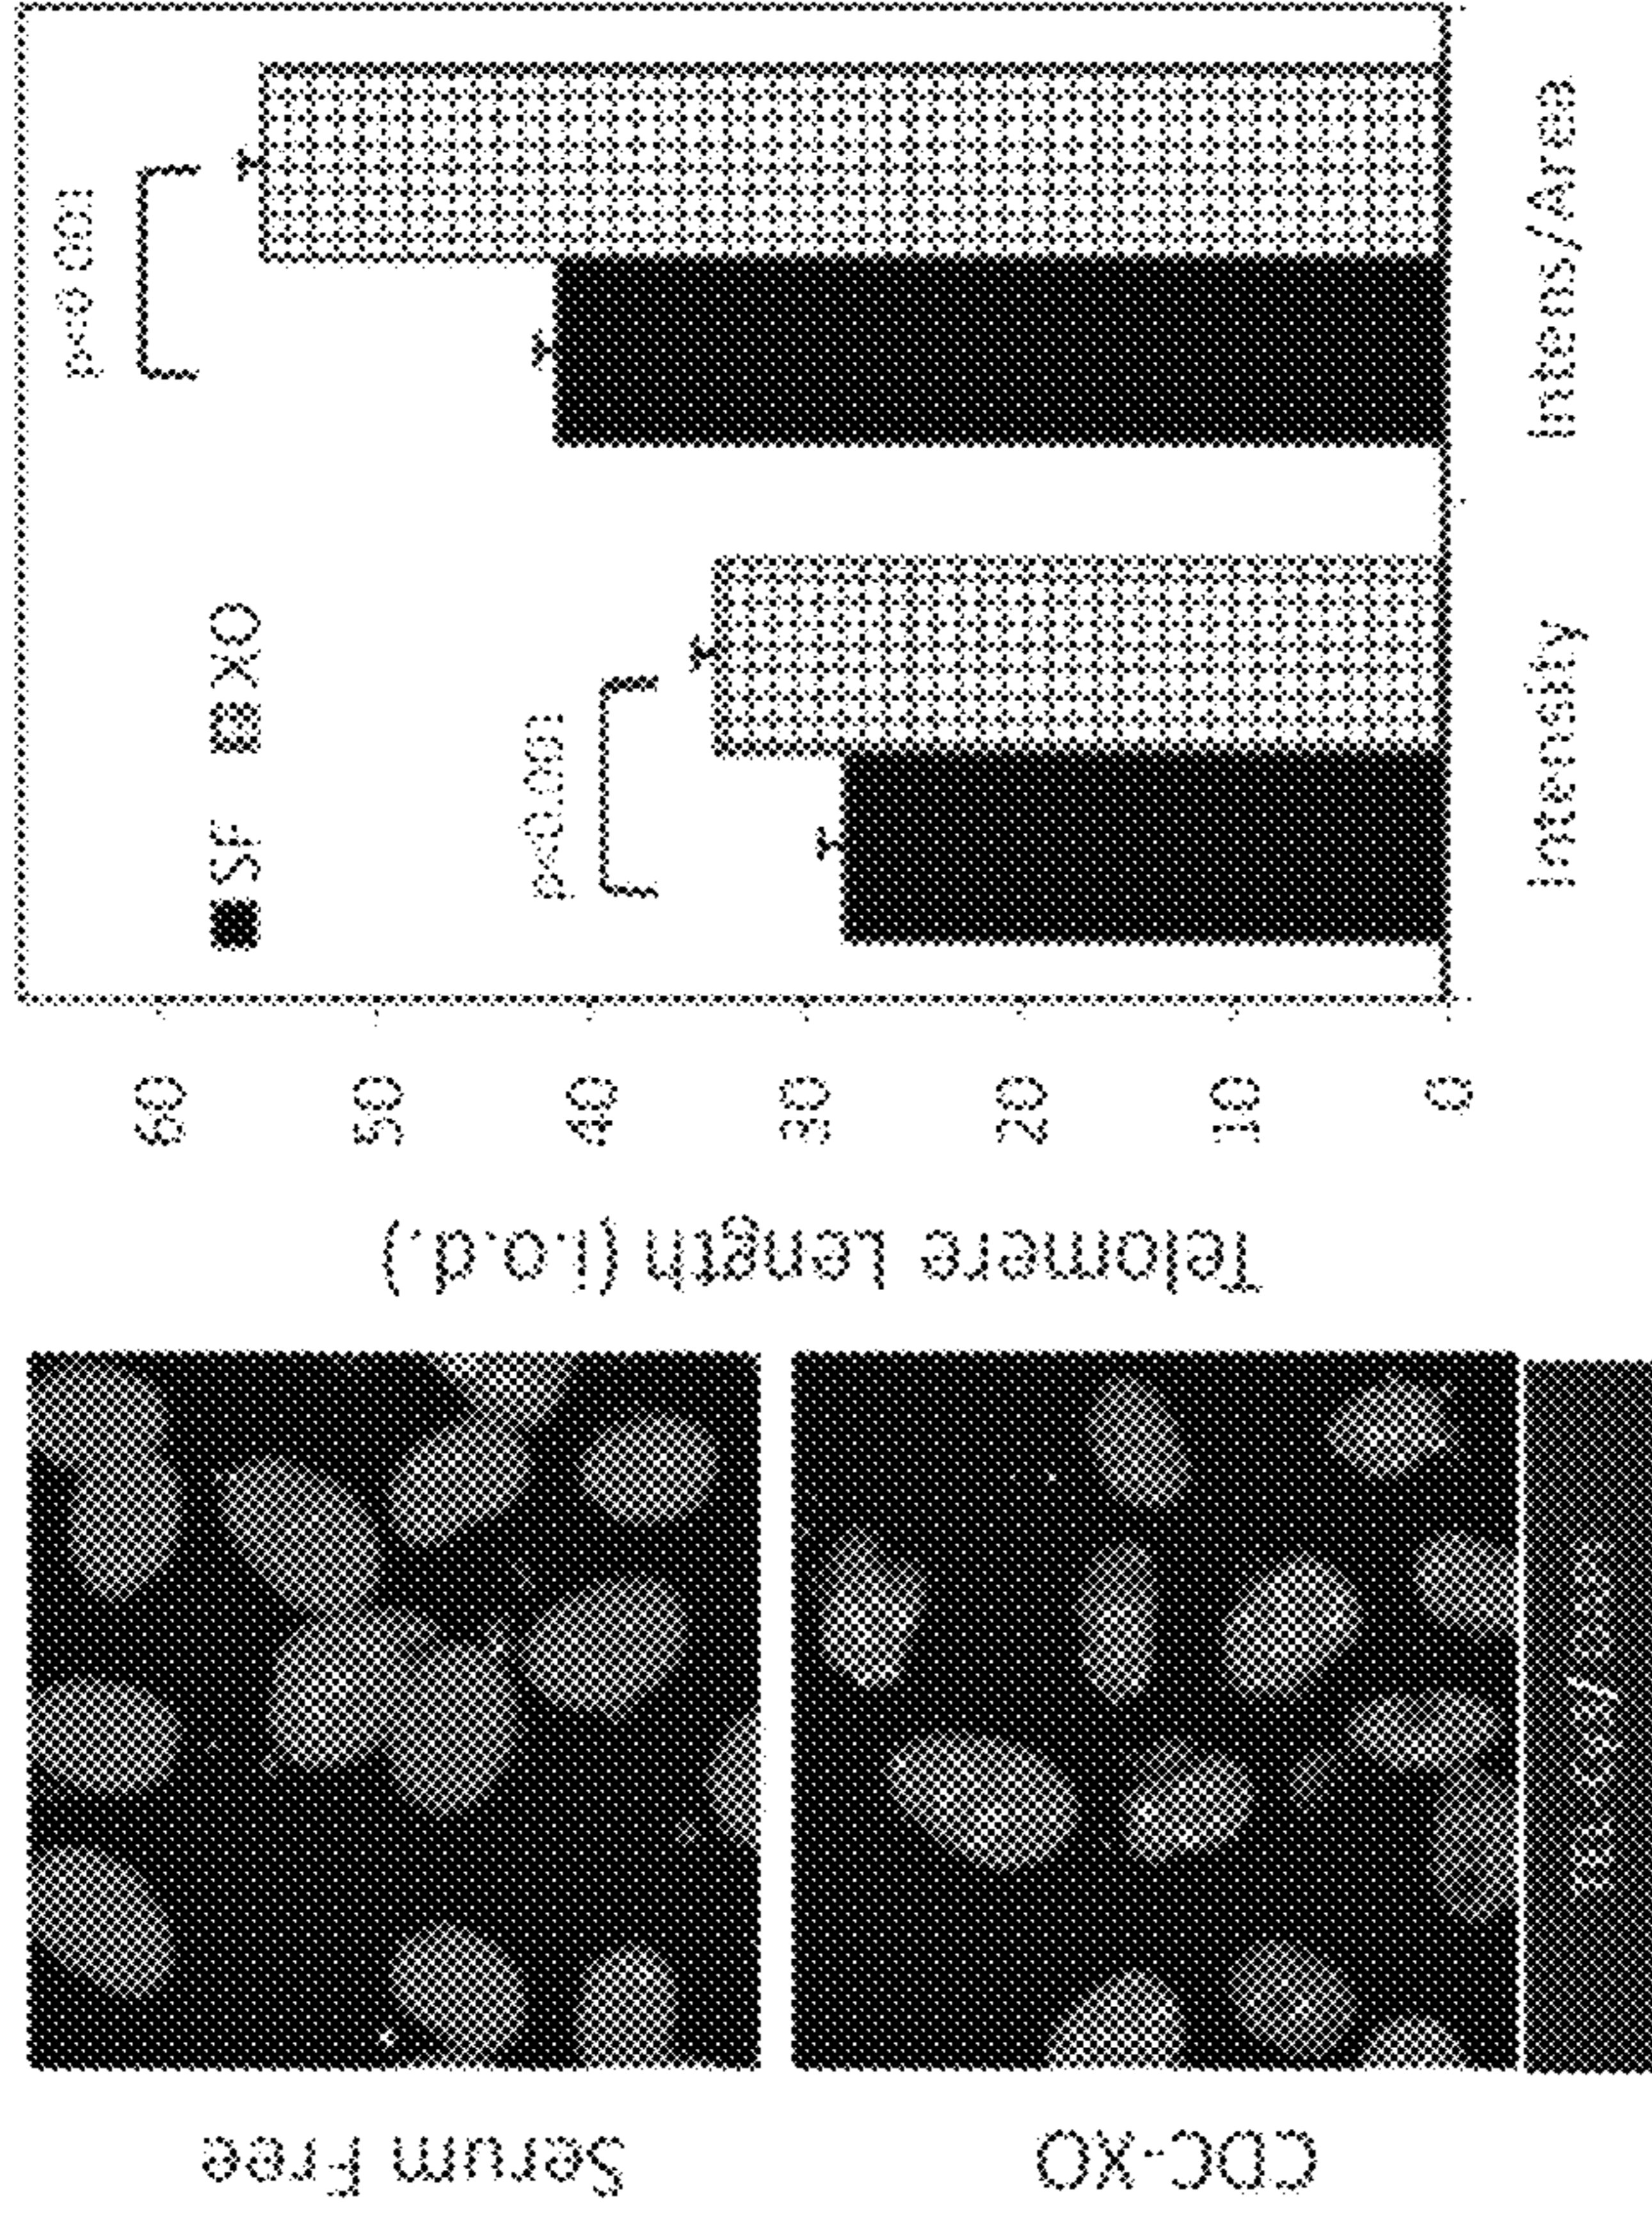 Serum Free
CDC-XO
Telomere Length (i.o.d.)
60
50
40
30
20
10
0
SF XO
p<0.001
p<0.001
Intensity
Intens/Area